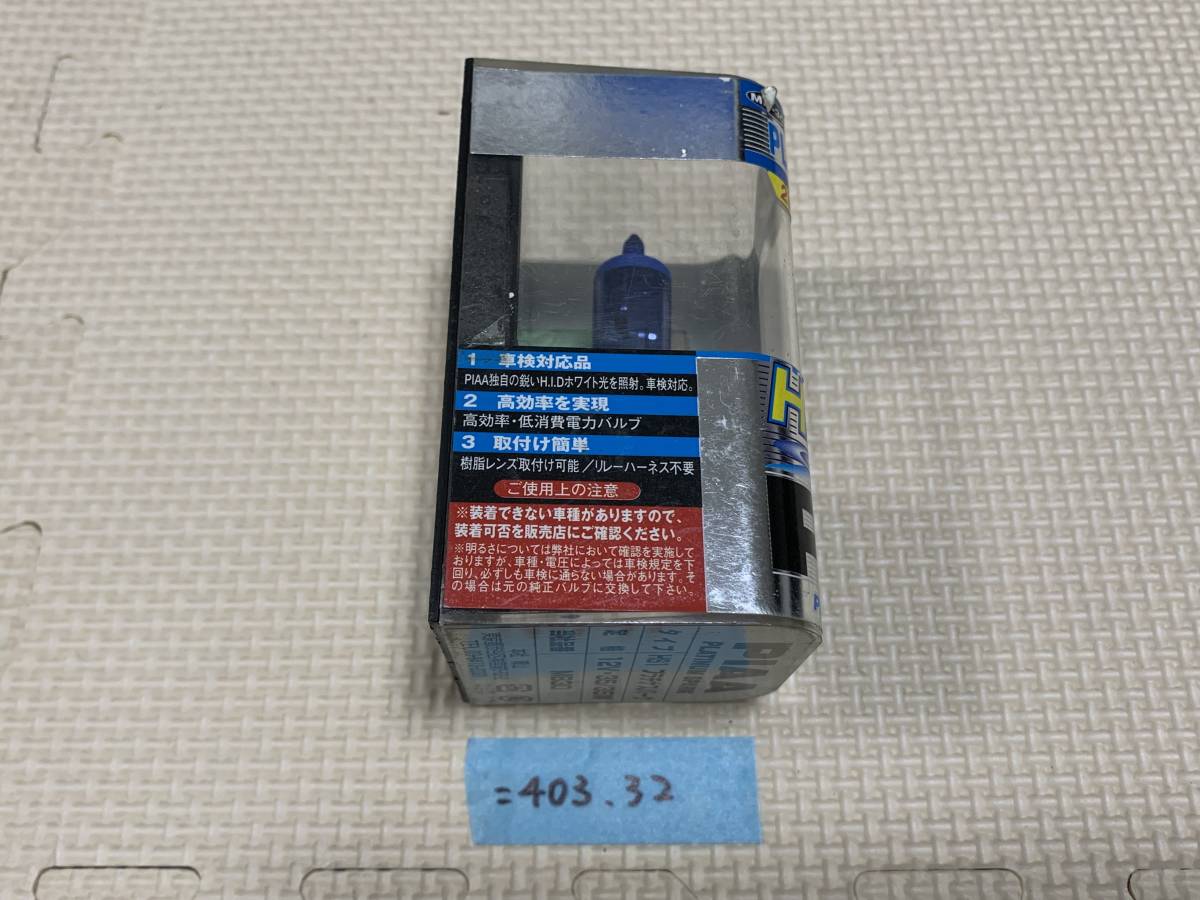 1 車検対応品
PIAA独自の鋭いH.I.Dホワイト光を照射。車検対応。
2 高効率を実現
高効率・低消費電力バルブ
3 取付け簡単
樹脂レンズ取付け可能/リレーハーネス不要
ご使用上の注意
※装着できない車種がありますので、
装着可否を販売店にご確認ください。
※明るさについては弊社において確認を実施して
おりますが、車種・電圧によっては車検規定を下
回り、必ずしも車検に通らない場合があります。そ
の場合は元の純正バルブに交換して下さい。
PIAA
=403.32